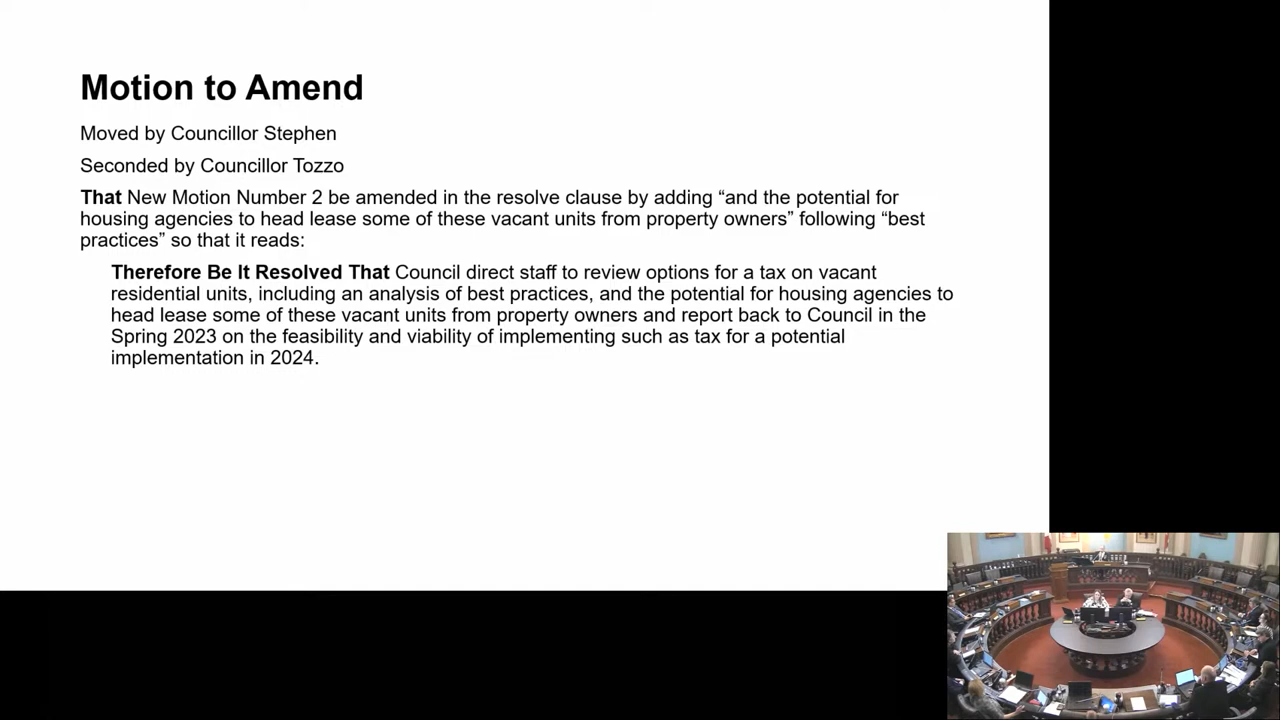 Motion to Amend
Moved by Councillor Stephen
Seconded by Councillor Tozzo
That New Motion Number 2 be amended in the resolve clause by adding “and the potential for
housing agencies to head lease some of these vacant units from property owners” following “best
practices” so that it reads:
Therefore Be It Resolved That Council direct staff to review options for a tax on vacant
residential units, including an analysis of best practices, and the potential for housing agencies to
head lease some of these vacant units from property owners and report back to Council in the
Spring 2023 on the feasibility and viability of implementing such as tax for a potential
implementation in 2024.